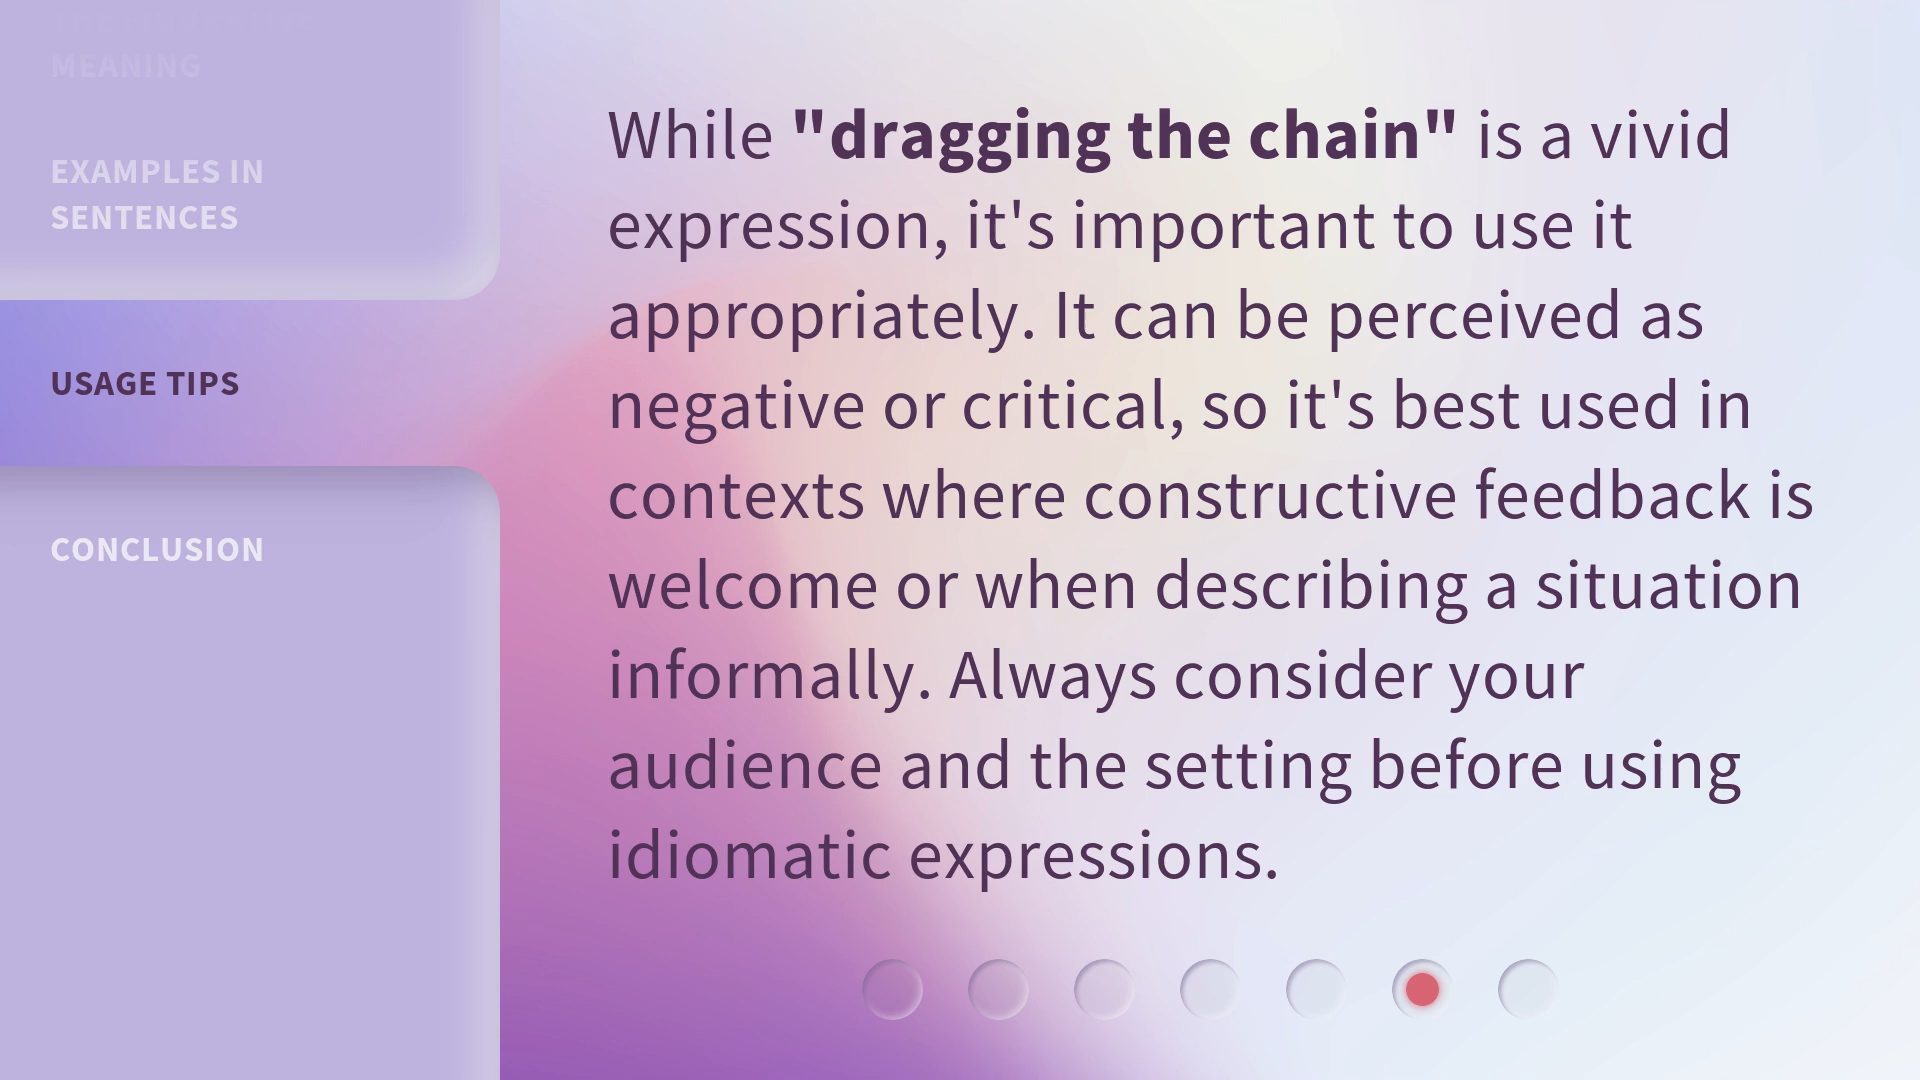 MEANING
EXAMPLES IN
SENTENCES
USAGE TIPS
CONCLUSION
While "dragging the chain" is a vivid
expression, it's important to use it
appropriately. It can be perceived as
negative or critical, so it's best used in
contexts where constructive feedback is
welcome or when describing a situation
informally. Always consider your
audience and the setting before using
idiomatic expressions.